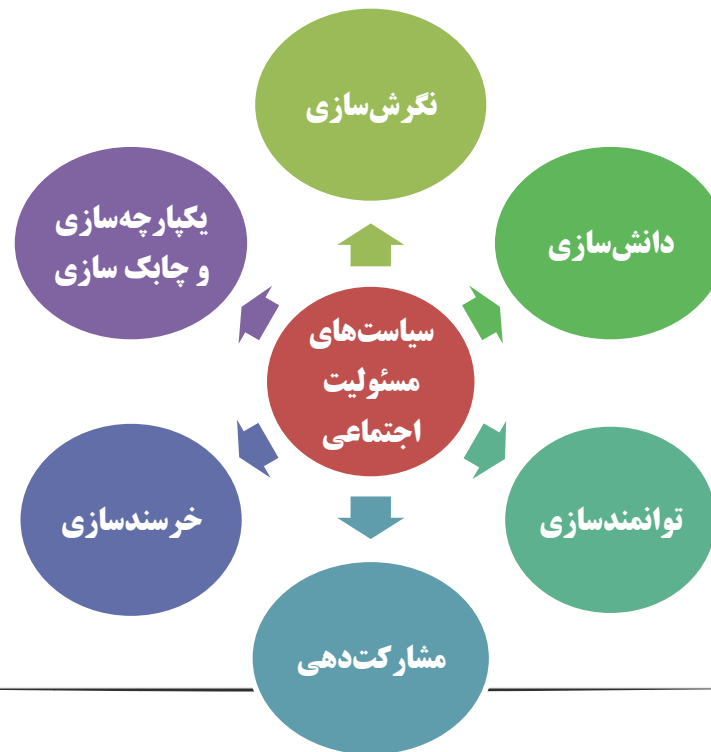 نگرش‌سازی
دانش‌سازی
توانمندسازی
مشارکت‌دهی
خرسندسازی
یکپارچه‌سازی
و چابک سازی
سیاست‌های
مسئولیت
اجتماعی